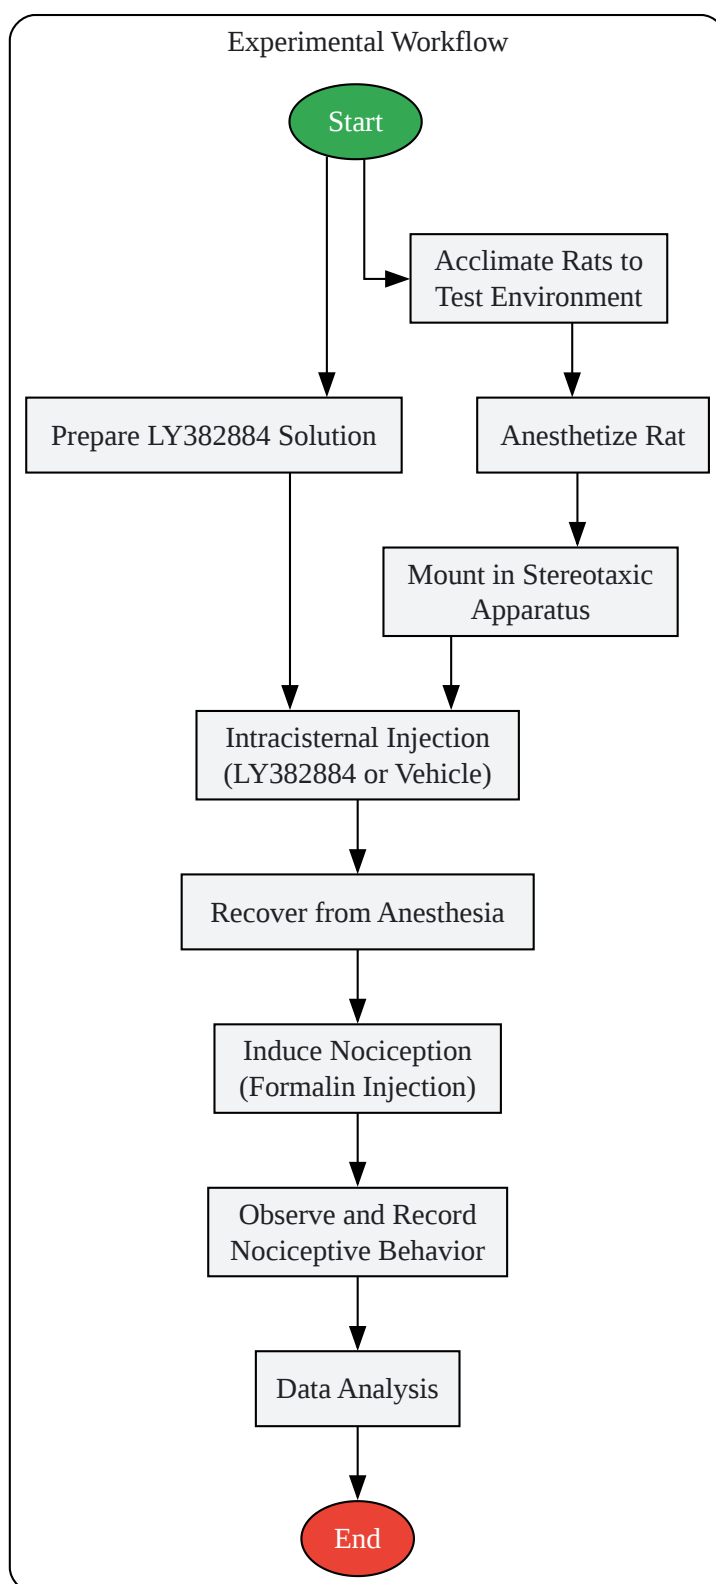 Experimental Workflow
Start
Acclimate Rats to
Test Environment
Prepare LY382884 Solution
Anesthetize Rat
Mount in Stereotaxic
Apparatus
Intracisternal Injection
(LY382884 or Vehicle)
Recover from Anesthesia
Induce Nociception
(Formalin Injection)
Observe and Record
Nociceptive Behavior
Data Analysis
End